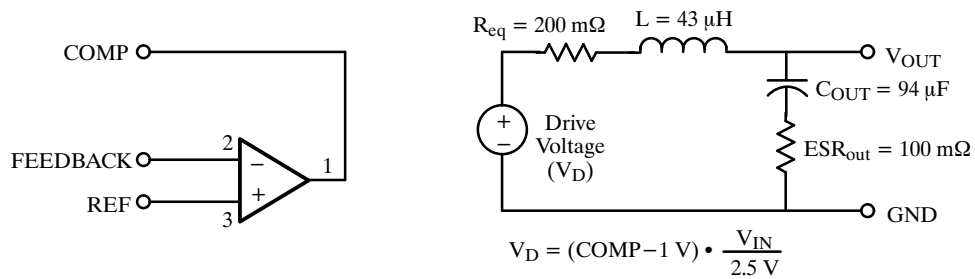 COMP
FEEDBACK
REF
2
−
+
3
1
R_eq = 200 mΩ
L = 43 µH
V_OUT
C_OUT = 94 µF
ESR_out = 100 mΩ
+
−
Drive
Voltage
(V_D)
GND
V_D = (COMP−1 V) • V_IN / 2.5 V